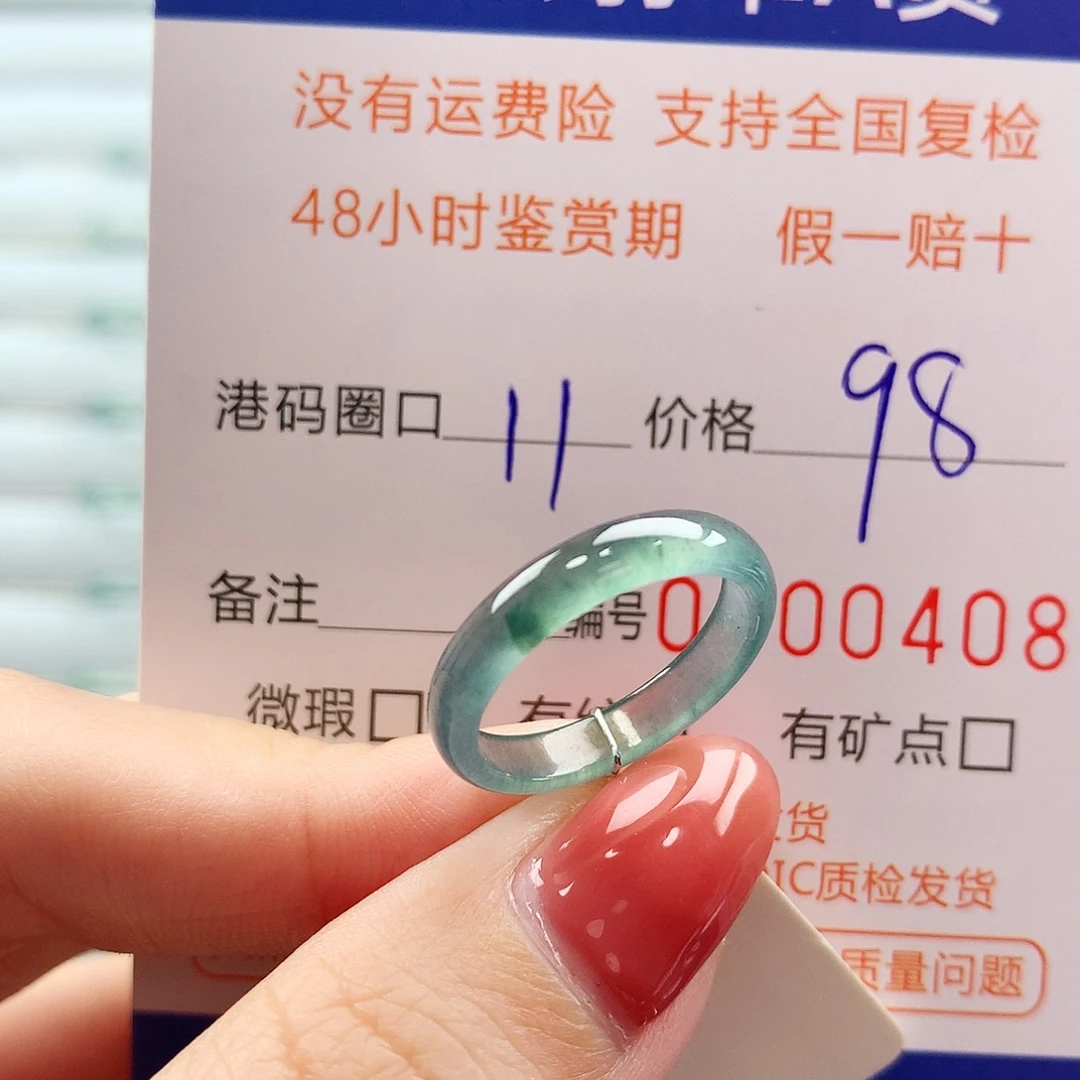 没有运费险 支持全国复检
48小时鉴赏期 假一赔十
港码圈口 11 价格 98
备注 编号 0 00408
微瑕□ 有 有矿点□
货
IC质检发货
质量问题